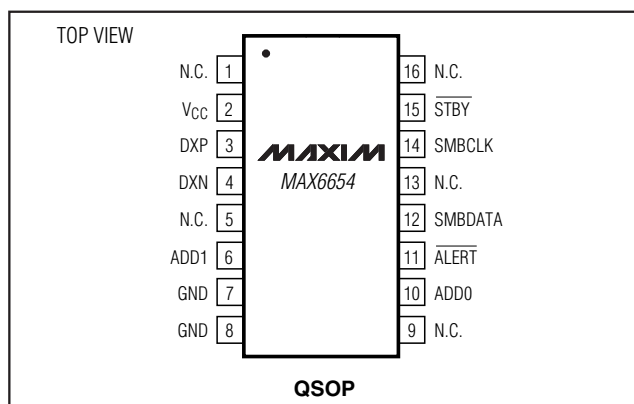 TOP VIEW
N.C. 1 16 N.C.
VCC 2 15 STBY
DXP 3 MAXIM 14 SMBCLK
DXN 4 MAX6654 13 N.C.
N.C. 5 12 SMBDATA
ADD1 6 11 ALERT
GND 7 10 ADD0
GND 8 9 N.C.
QSOP